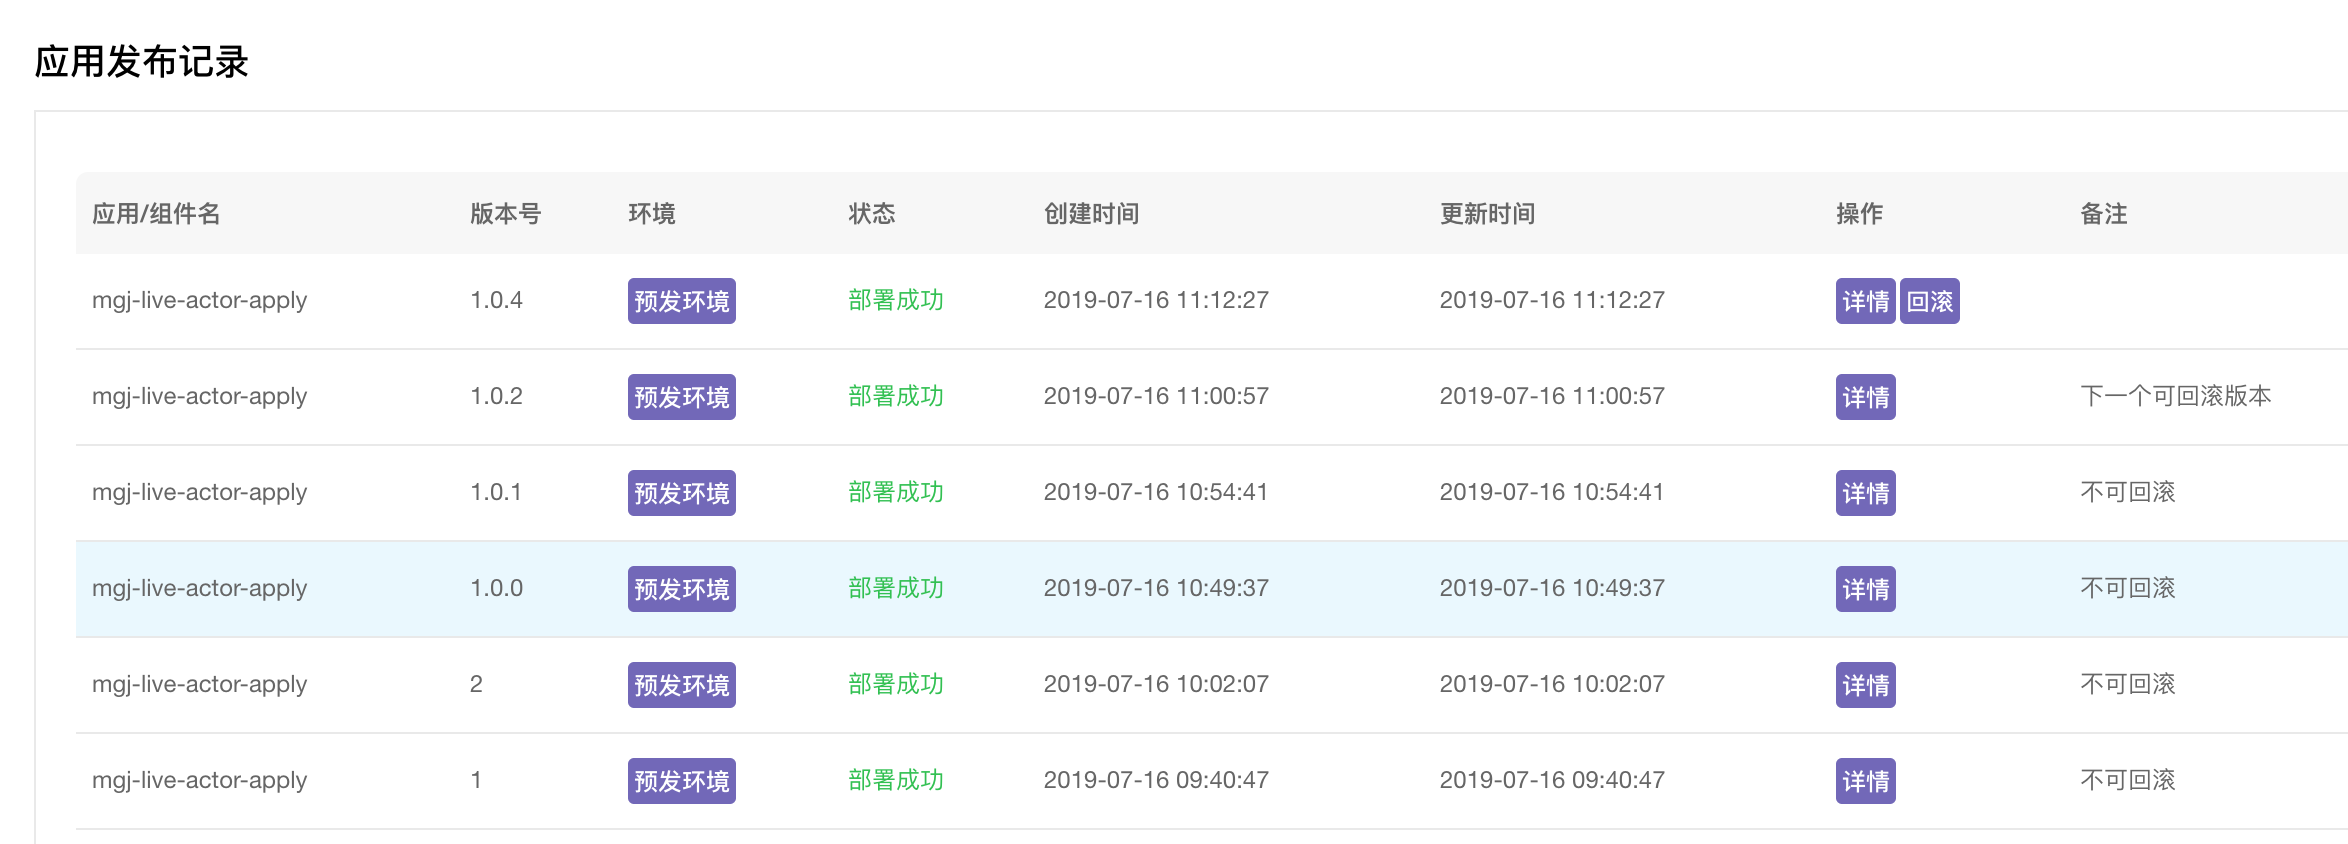 应用发布记录
应用/组件名 版本号 环境 状态 创建时间 更新时间 操作 备注
mgj-live-actor-apply 1.0.4 预发环境 部署成功 2019-07-16 11:12:27 2019-07-16 11:12:27 详情 回滚
mgj-live-actor-apply 1.0.2 预发环境 部署成功 2019-07-16 11:00:57 2019-07-16 11:00:57 详情 下一个可回滚版本
mgj-live-actor-apply 1.0.1 预发环境 部署成功 2019-07-16 10:54:41 2019-07-16 10:54:41 详情 不可回滚
mgj-live-actor-apply 1.0.0 预发环境 部署成功 2019-07-16 10:49:37 2019-07-16 10:49:37 详情 不可回滚
mgj-live-actor-apply 2 预发环境 部署成功 2019-07-16 10:02:07 2019-07-16 10:02:07 详情 不可回滚
mgj-live-actor-apply 1 预发环境 部署成功 2019-07-16 09:40:47 2019-07-16 09:40:47 详情 不可回滚